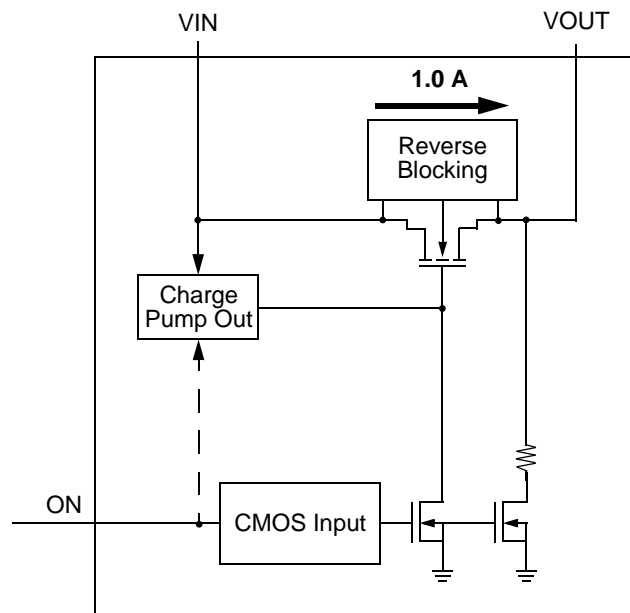 VIN
VOUT
1.0 A
Reverse
Blocking
Charge
Pump Out
ON
CMOS Input